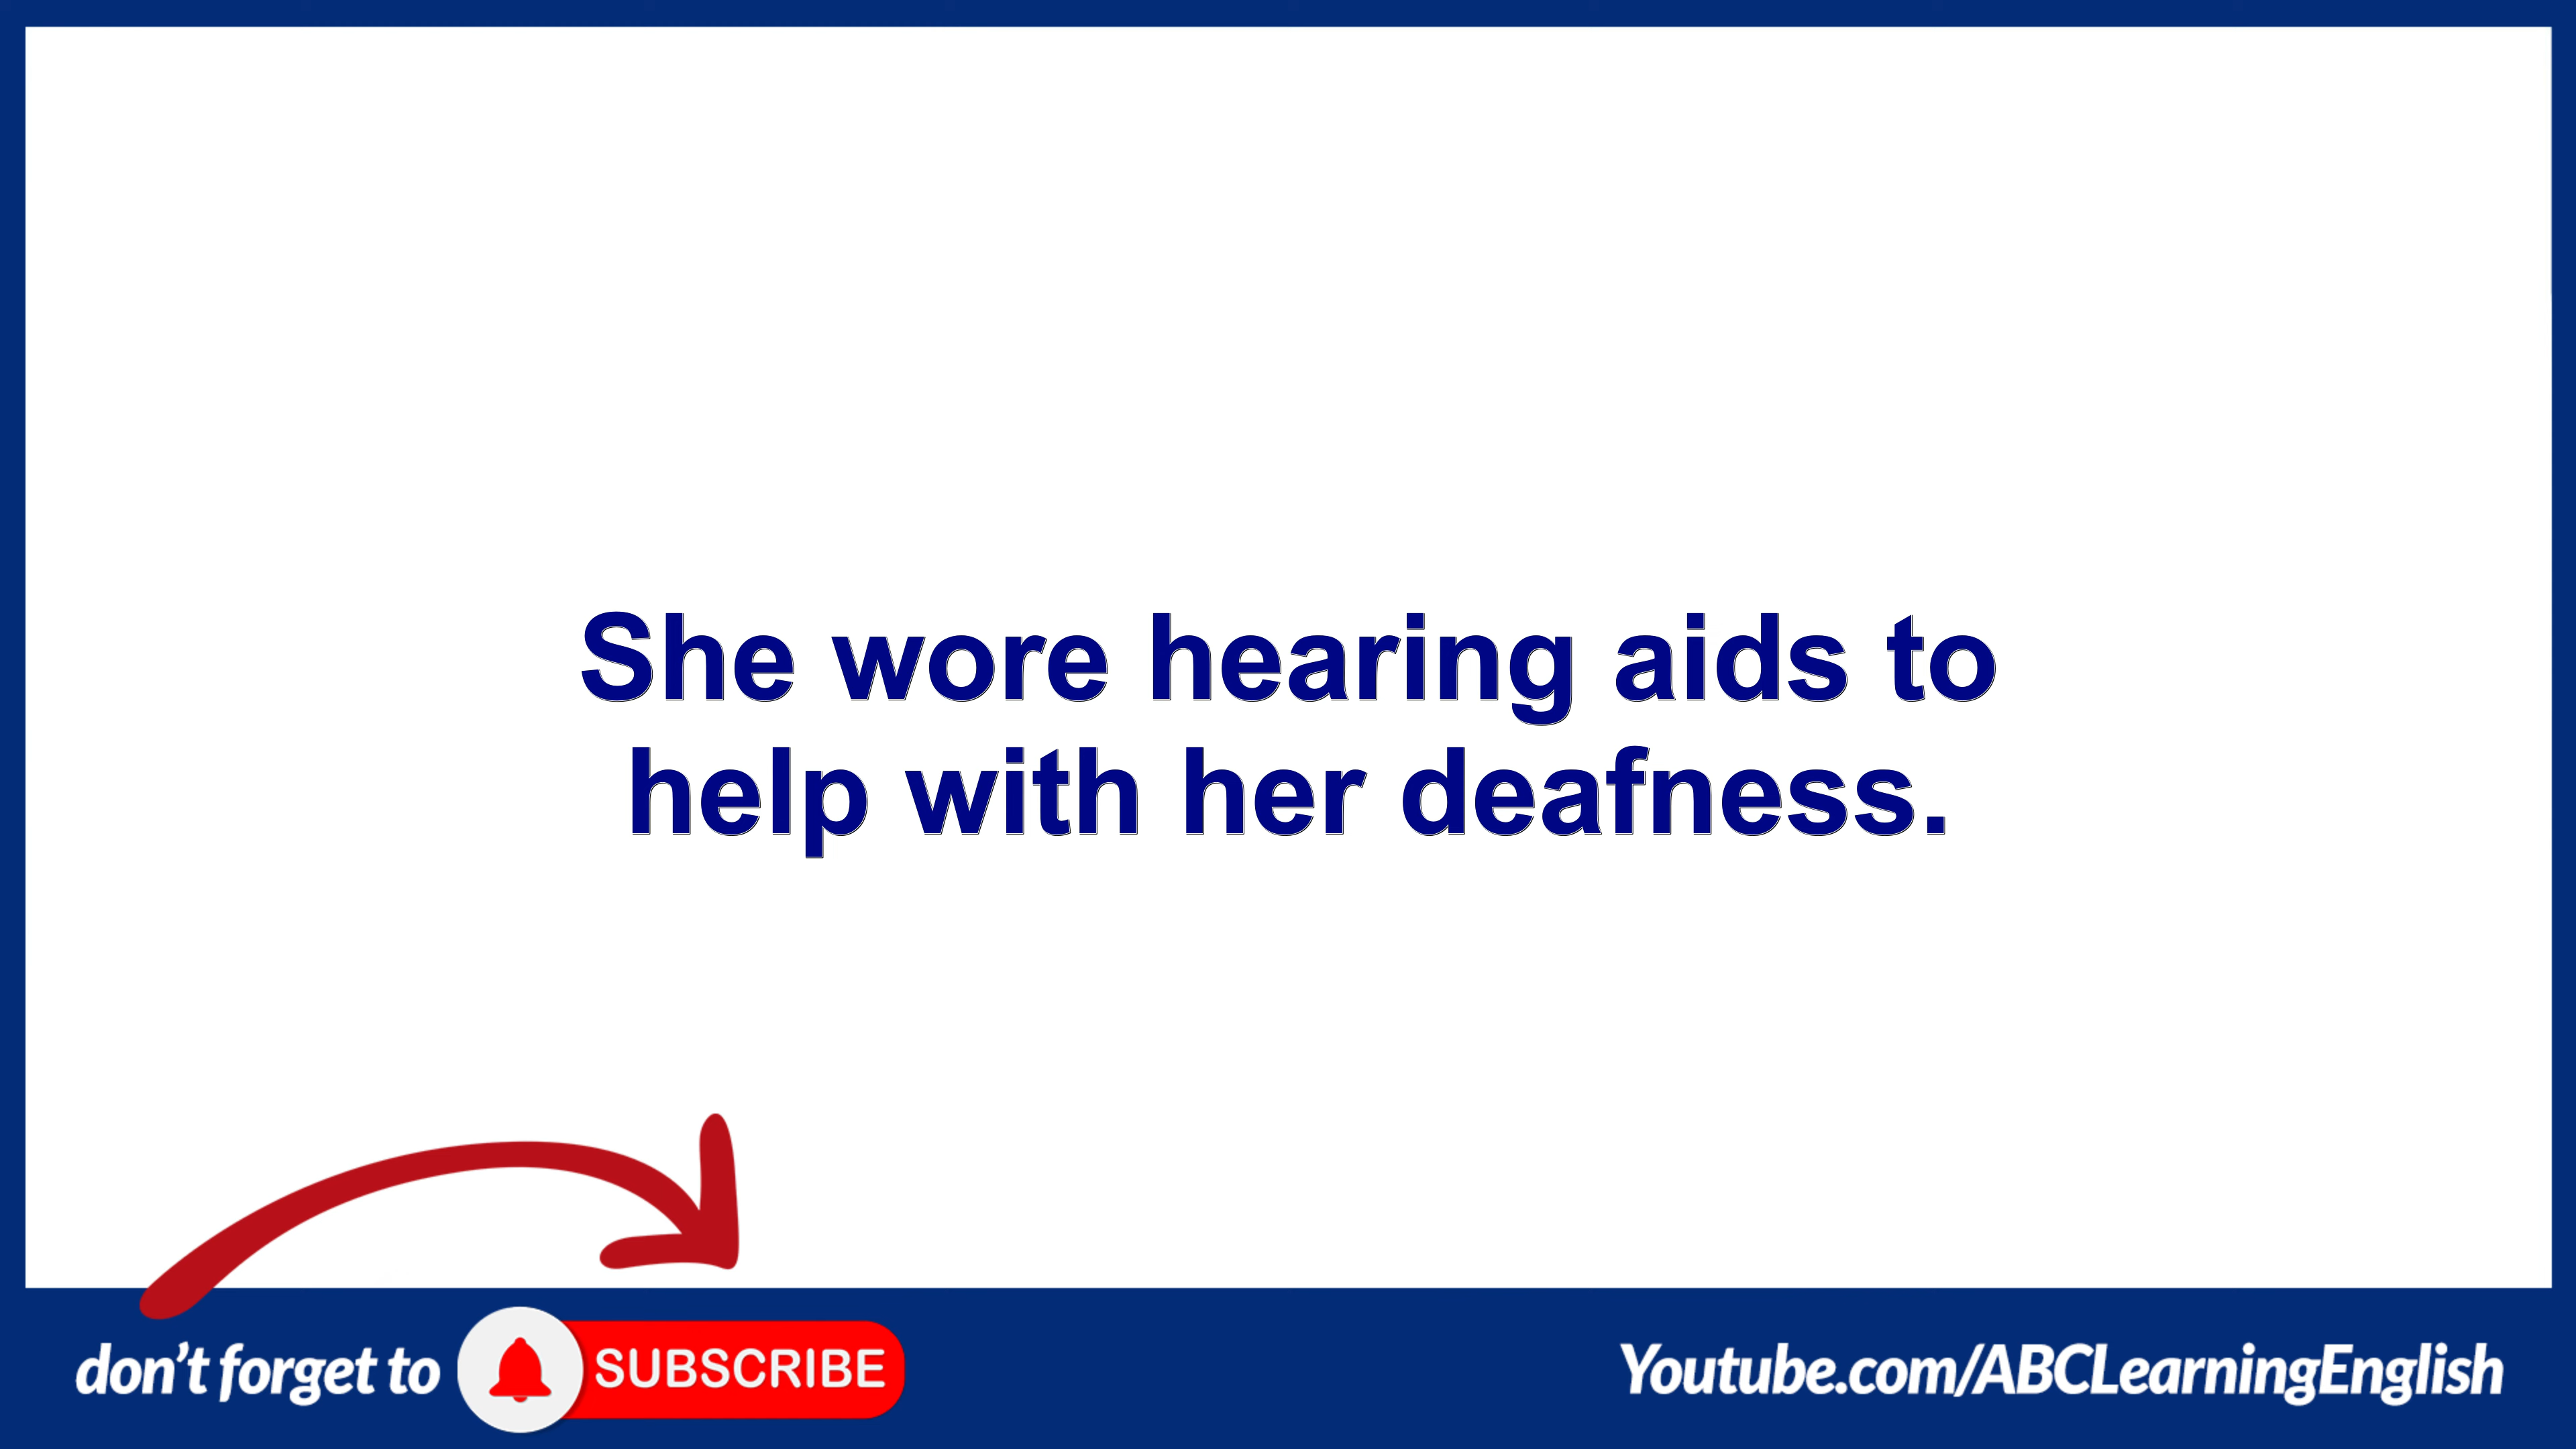 She wore hearing aids to
help with her deafness.
don't forget to SUBSCRIBE
Youtube.com/ABCLearningEnglish